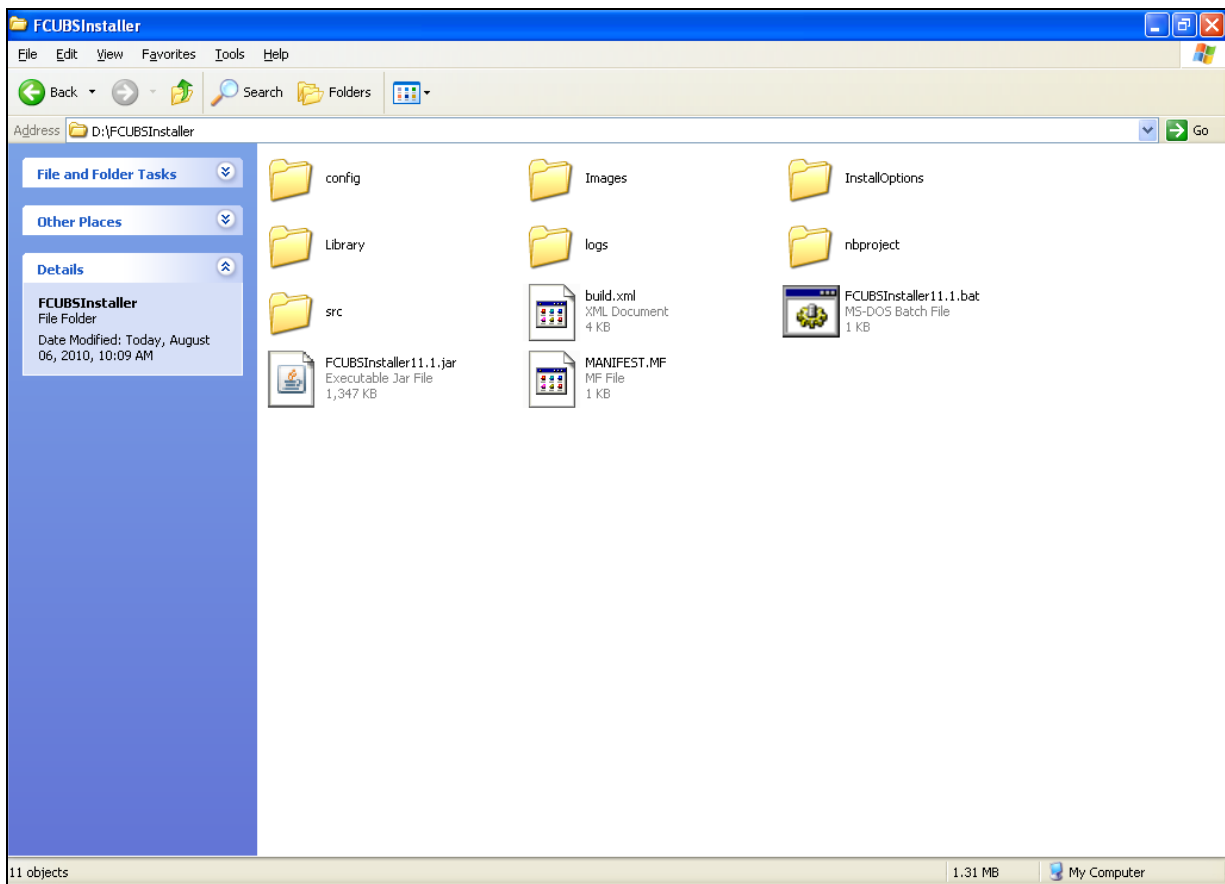 FCUBSInstaller
File Edit View Favorites Tools Help
Back Search Folders
Address D:\FCUBSInstaller Go
File and Folder Tasks
Other Places
Details
FCUBSInstaller
File Folder
Date Modified: Today, August
06, 2010, 10:09 AM
config
Images
InstallOptions
Library
logs
nbproject
src
build.xml
XML Document
4 KB
FCUBSInstaller11.1.bat
MS-DOS Batch File
1 KB
FCUBSInstaller11.1.jar
Executable Jar File
1,347 KB
MANIFEST.MF
MF File
1 KB
11 objects 1.31 MB My Computer